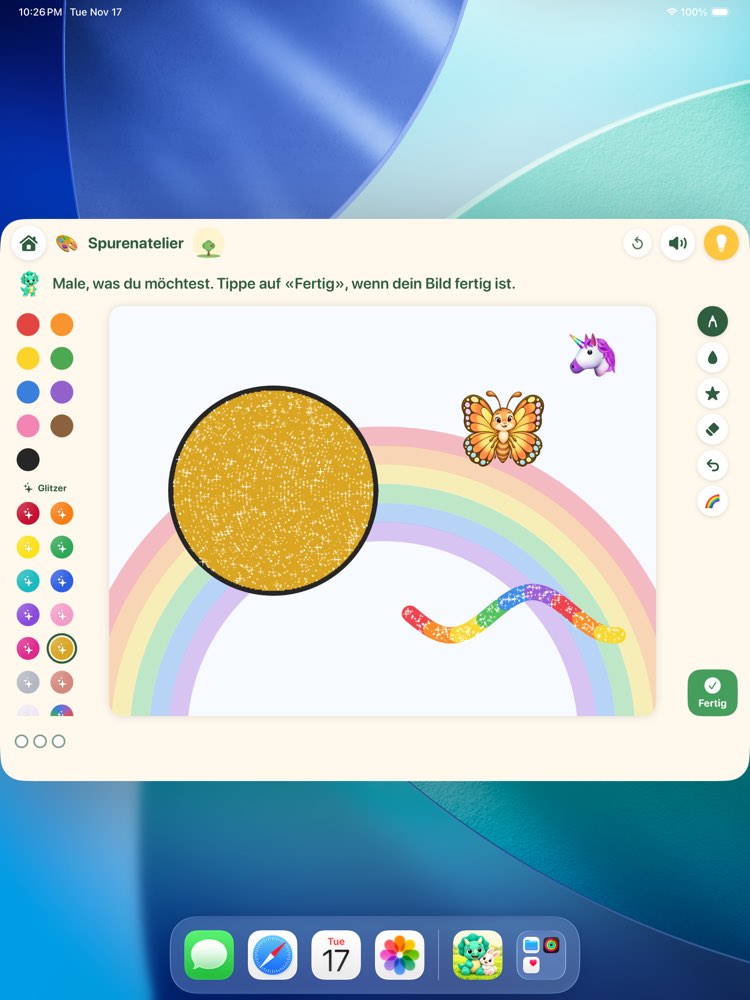 10:26 PM Tue Nov 17
100%
Spurenatelier
Male, was du möchtest. Tippe auf «Fertig», wenn dein Bild fertig ist.
Glitzer
Fertig
Tue
17